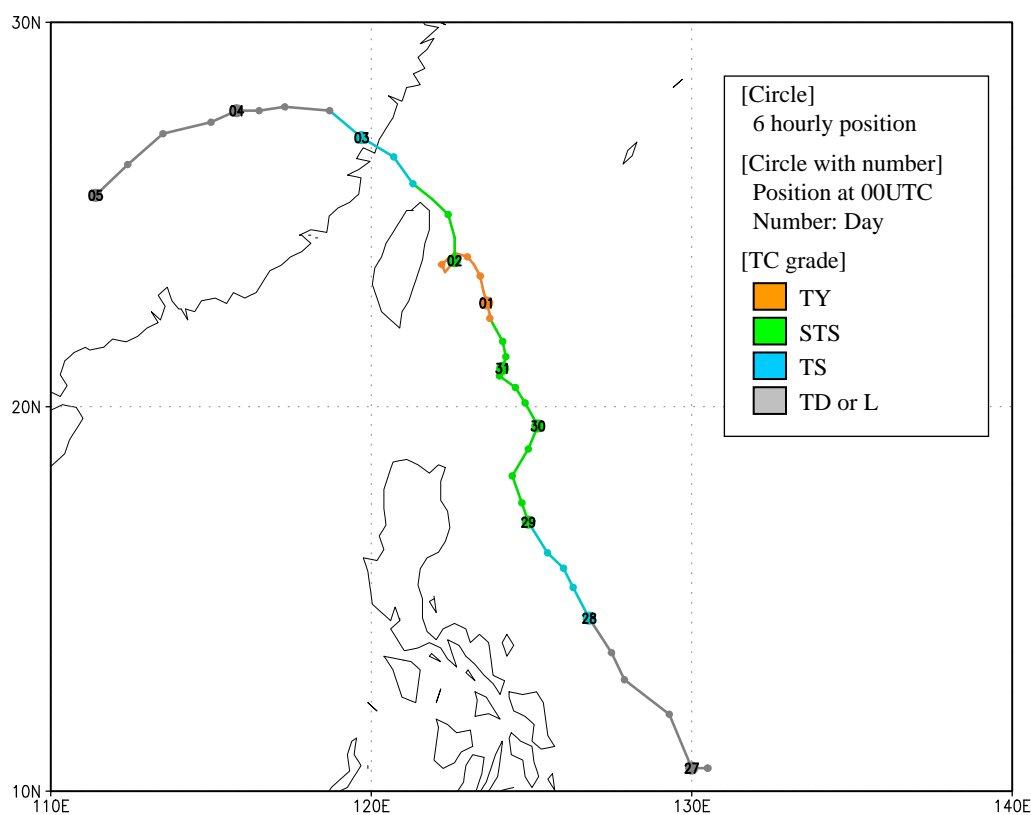 30N
04
03
05
02
01
31
20N
30
29
28
27
10N
110E
120E
130E
140E
[Circle]
6 hourly position
[Circle with number]
Position at 00UTC
Number: Day
[TC grade]
TY
STS
TS
TD or L